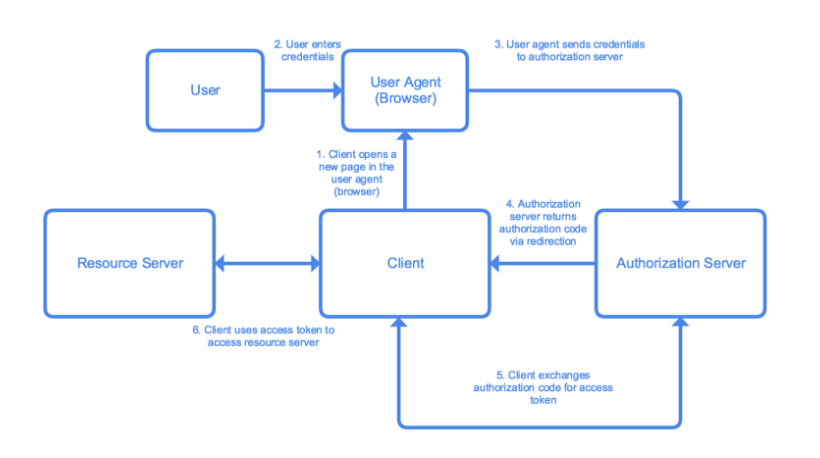 2. User enters
credentials
3. User agent sends credentials
to authorization server
User
User Agent
(Browser)
1. Client opens a
new page in the
user agent
(browser)
4. Authorization
server returns
authorization code
via redirection
Resource Server
Client
Authorization Server
6. Client uses access token to
access resource server
5. Client exchanges
authorization code for access
token